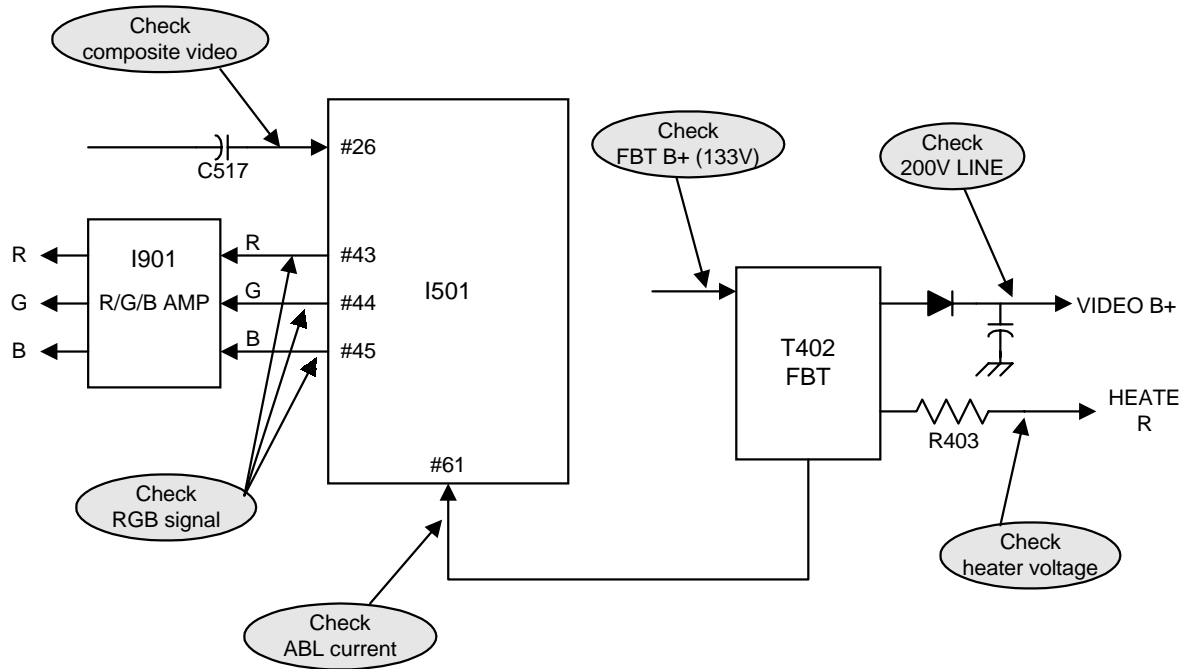 Check
composite video
#26
C517
Check
FBT B+ (133V)
Check
200V LINE
R
G
B
I901
R/G/B AMP
R
G
B
#43
#44
#45
I501
T402
FBT
VIDEO B+
HEATE
R
R403
#61
Check
RGB signal
Check
heater voltage
Check
ABL current